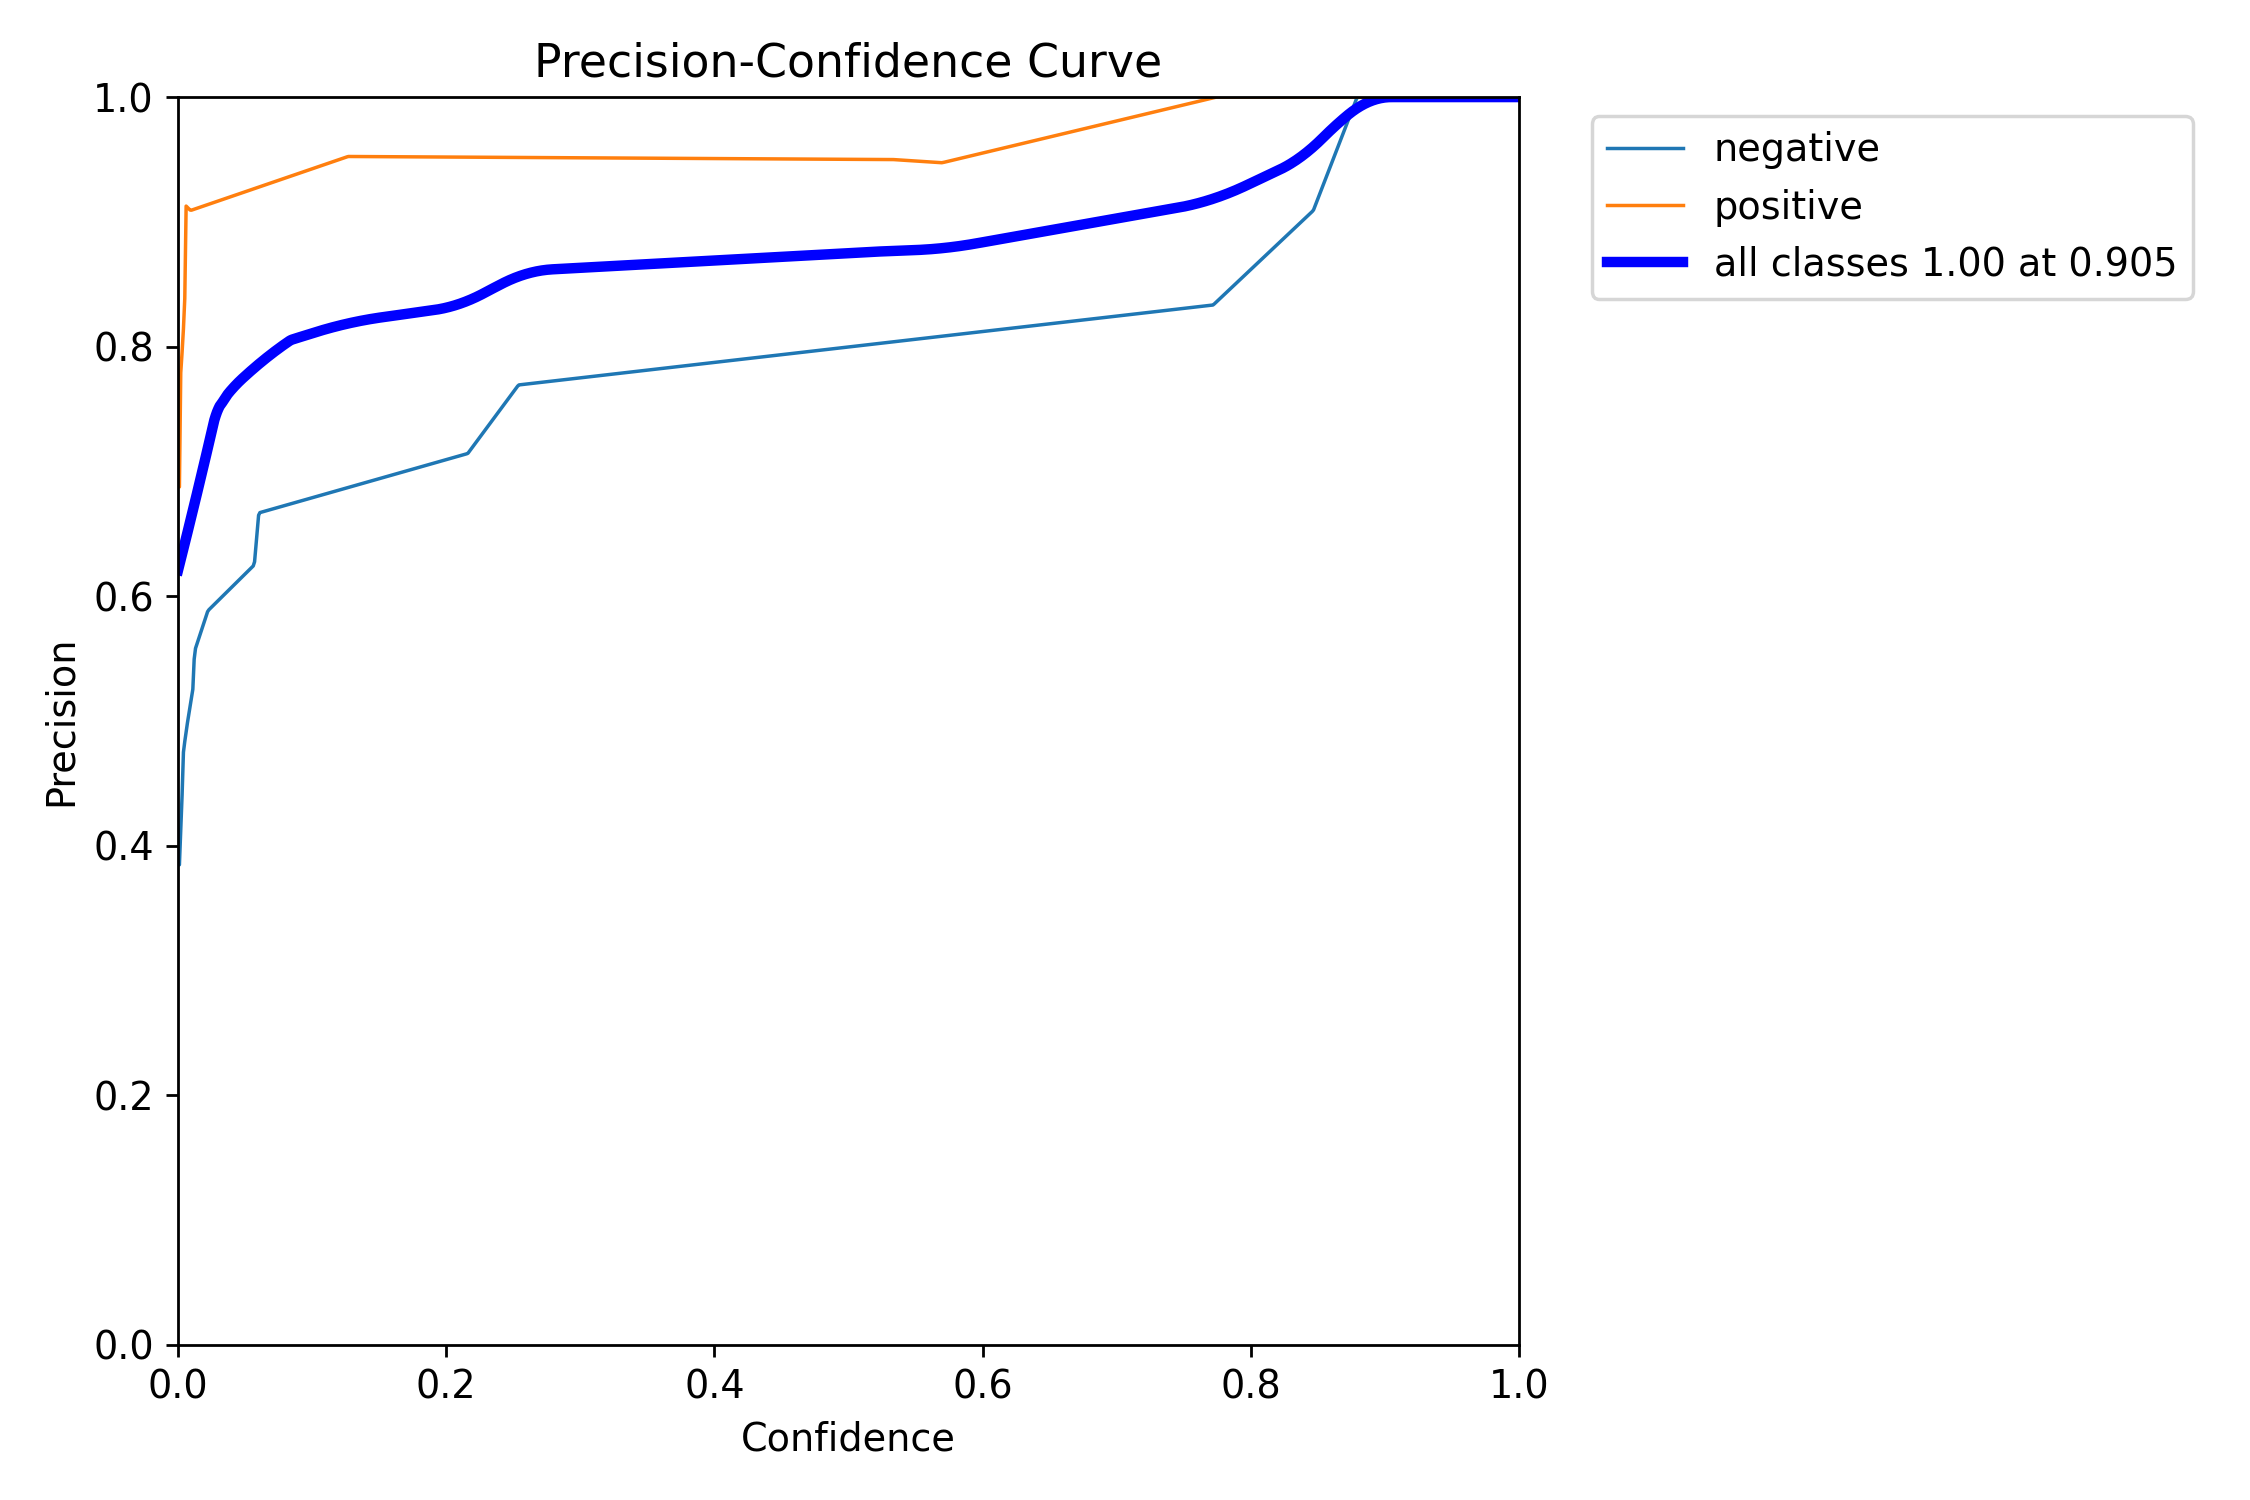 Precision-Confidence Curve
1.0
0.8
0.6
0.4
0.2
0.0
Precision
0.0 0.2 0.4 0.6 0.8 1.0
Confidence
negative
positive
all classes 1.00 at 0.905